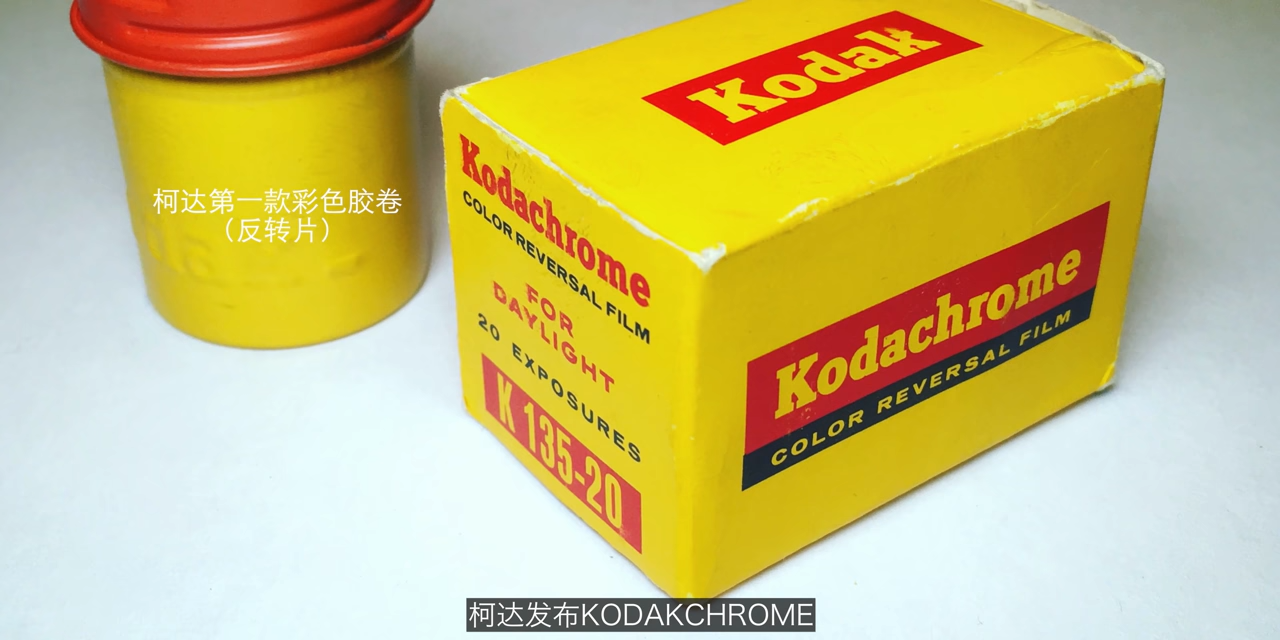 Kodak
柯达第一款彩色胶卷
（反转片）
Kodachrome
COLOR REVERSAL FILM
FOR
DAYLIGHT
20 EXPOSURES
K 135-20
Kodachrome
COLOR REVERSAL FILM
柯达发布KODAKCHROME